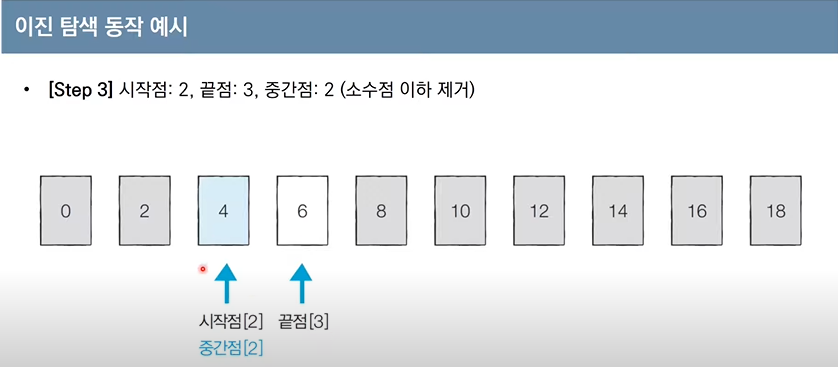 이진 탐색 동작 예시
• [Step 3] 시작점: 2, 끝점: 3, 중간점: 2 (소수점 이하 제거)
0 2 4 6 8 10 12 14 16 18
시작점[2] 끝점[3]
중간점[2]